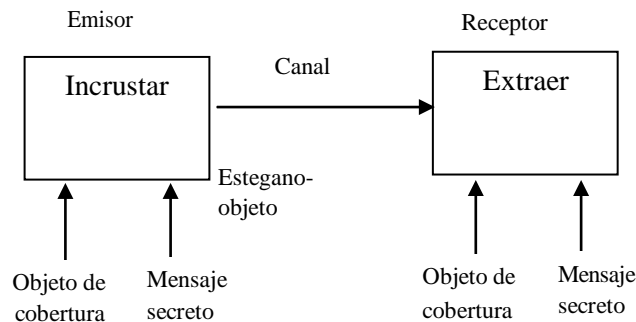 Emisor
Receptor
Canal
Incrustar
Extraer
Estegano-
objeto
Objeto de
cobertura
Mensaje
secreto
Objeto de
cobertura
Mensaje
secreto